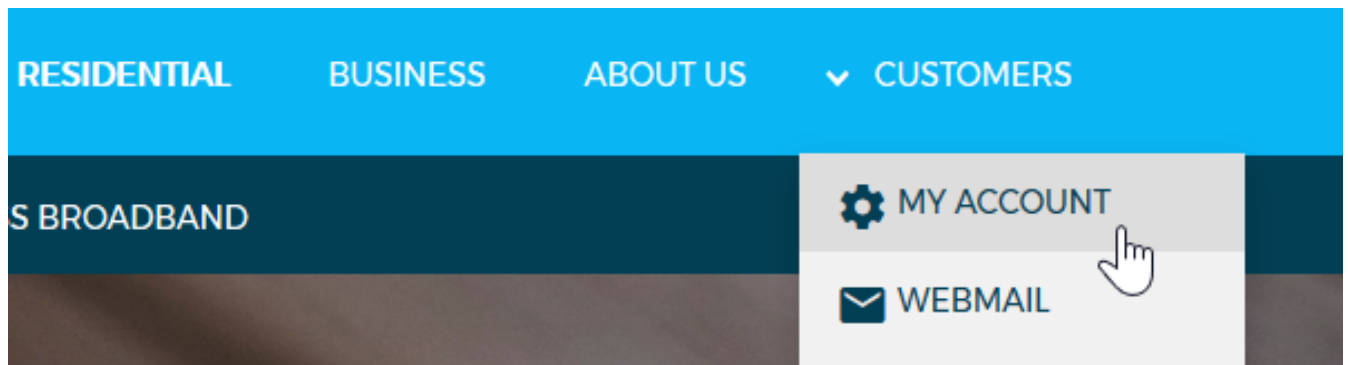 RESIDENTIAL BUSINESS ABOUT US CUSTOMERS
S BROADBAND
MY ACCOUNT
WEBMAIL